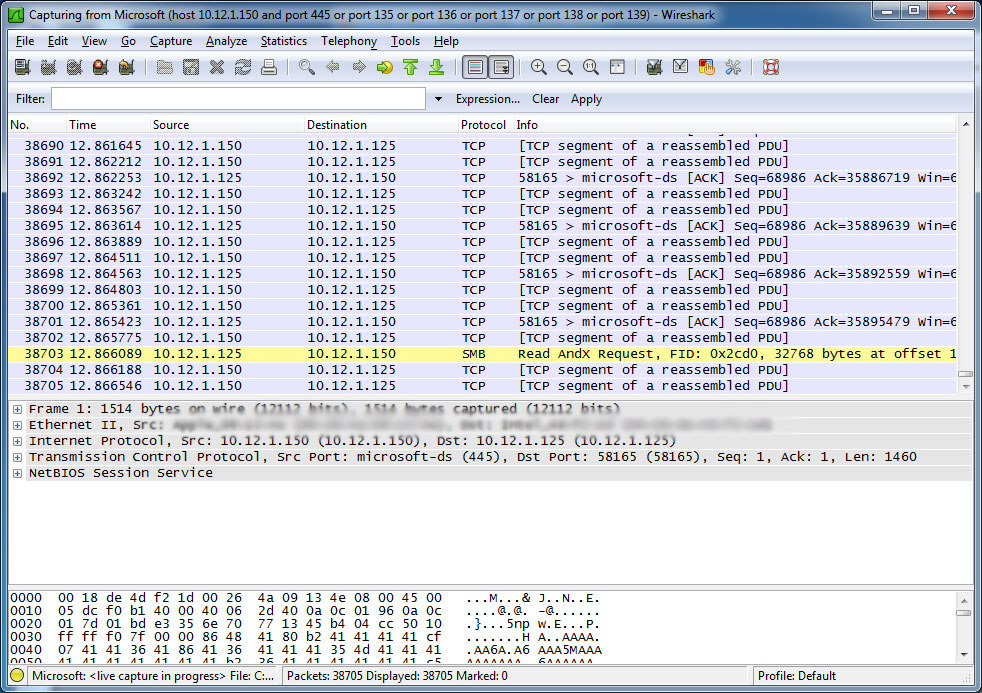 Capturing from Microsoft (host 10.12.1.150 and port 445 or port 135 or port 136 or port 137 or port 138 or port 139) - Wireshark
File Edit View Go Capture Analyze Statistics Telephony Tools Help
Filter: Expression... Clear Apply
No. Time Source Destination Protocol Info
38690 12.861645 10.12.1.150 10.12.1.125 TCP [TCP segment of a reassembled PDU]
38691 12.862212 10.12.1.150 10.12.1.125 TCP [TCP segment of a reassembled PDU]
38692 12.862253 10.12.1.125 10.12.1.150 TCP 58165 > microsoft-ds [ACK] Seq=68986 Ack=35886719 Win=6
38693 12.863242 10.12.1.150 10.12.1.125 TCP [TCP segment of a reassembled PDU]
38694 12.863567 10.12.1.150 10.12.1.125 TCP [TCP segment of a reassembled PDU]
38695 12.863614 10.12.1.125 10.12.1.150 TCP 58165 > microsoft-ds [ACK] Seq=68986 Ack=35889639 Win=6
38696 12.863889 10.12.1.150 10.12.1.125 TCP [TCP segment of a reassembled PDU]
38697 12.864511 10.12.1.150 10.12.1.125 TCP [TCP segment of a reassembled PDU]
38698 12.864563 10.12.1.125 10.12.1.150 TCP 58165 > microsoft-ds [ACK] Seq=68986 Ack=35892559 Win=6
38699 12.864803 10.12.1.150 10.12.1.125 TCP [TCP segment of a reassembled PDU]
38700 12.865361 10.12.1.150 10.12.1.125 TCP [TCP segment of a reassembled PDU]
38701 12.865423 10.12.1.125 10.12.1.150 TCP 58165 > microsoft-ds [ACK] Seq=68986 Ack=35895479 Win=6
38702 12.865775 10.12.1.150 10.12.1.125 TCP [TCP segment of a reassembled PDU]
38703 12.866089 10.12.1.125 10.12.1.150 SMB Read AndX Request, FID: 0x2cd0, 32768 bytes at offset 1
38704 12.866188 10.12.1.150 10.12.1.125 TCP [TCP segment of a reassembled PDU]
38705 12.866546 10.12.1.150 10.12.1.125 TCP [TCP segment of a reassembled PDU]
Frame 1: 1514 bytes on wire (12112 bits), 1514 bytes captured (12112 bits)
Ethernet II, Src:
Internet Protocol, Src: 10.12.1.150 (10.12.1.150), Dst: 10.12.1.125 (10.12.1.125)
Transmission Control Protocol, Src Port: microsoft-ds (445), Dst Port: 58165 (58165), Seq: 1, Ack: 1, Len: 1460
NetBIOS Session Service
0000 00 18 de 4d f2 1d 00 26 4a 09 13 4e 08 00 45 00 ...M...& J..N..E.
0010 05 dc f0 b1 40 00 40 06 2d 40 0a 0c 01 96 0a 0c ....@.@. -@......
0020 01 7d 01 bd e3 35 6e 70 77 13 45 b4 04 cc 50 10 .}...5np w.E...P.
0030 ff ff f0 7f 00 00 86 48 41 80 b2 41 41 41 41 cf .......H A..AAAA.
0040 07 41 41 36 41 86 41 36 41 41 41 35 4d 41 41 41 .AA6A.A6 AAA5MAAA
0050 41 41 41 41 41 41 41 b2 36 41 41 41 41 41 41 c5 AAAAAAA. 6AAAAAA.
Microsoft: <live capture in progress> File: C:... Packets: 38705 Displayed: 38705 Marked: 0 Profile: Default